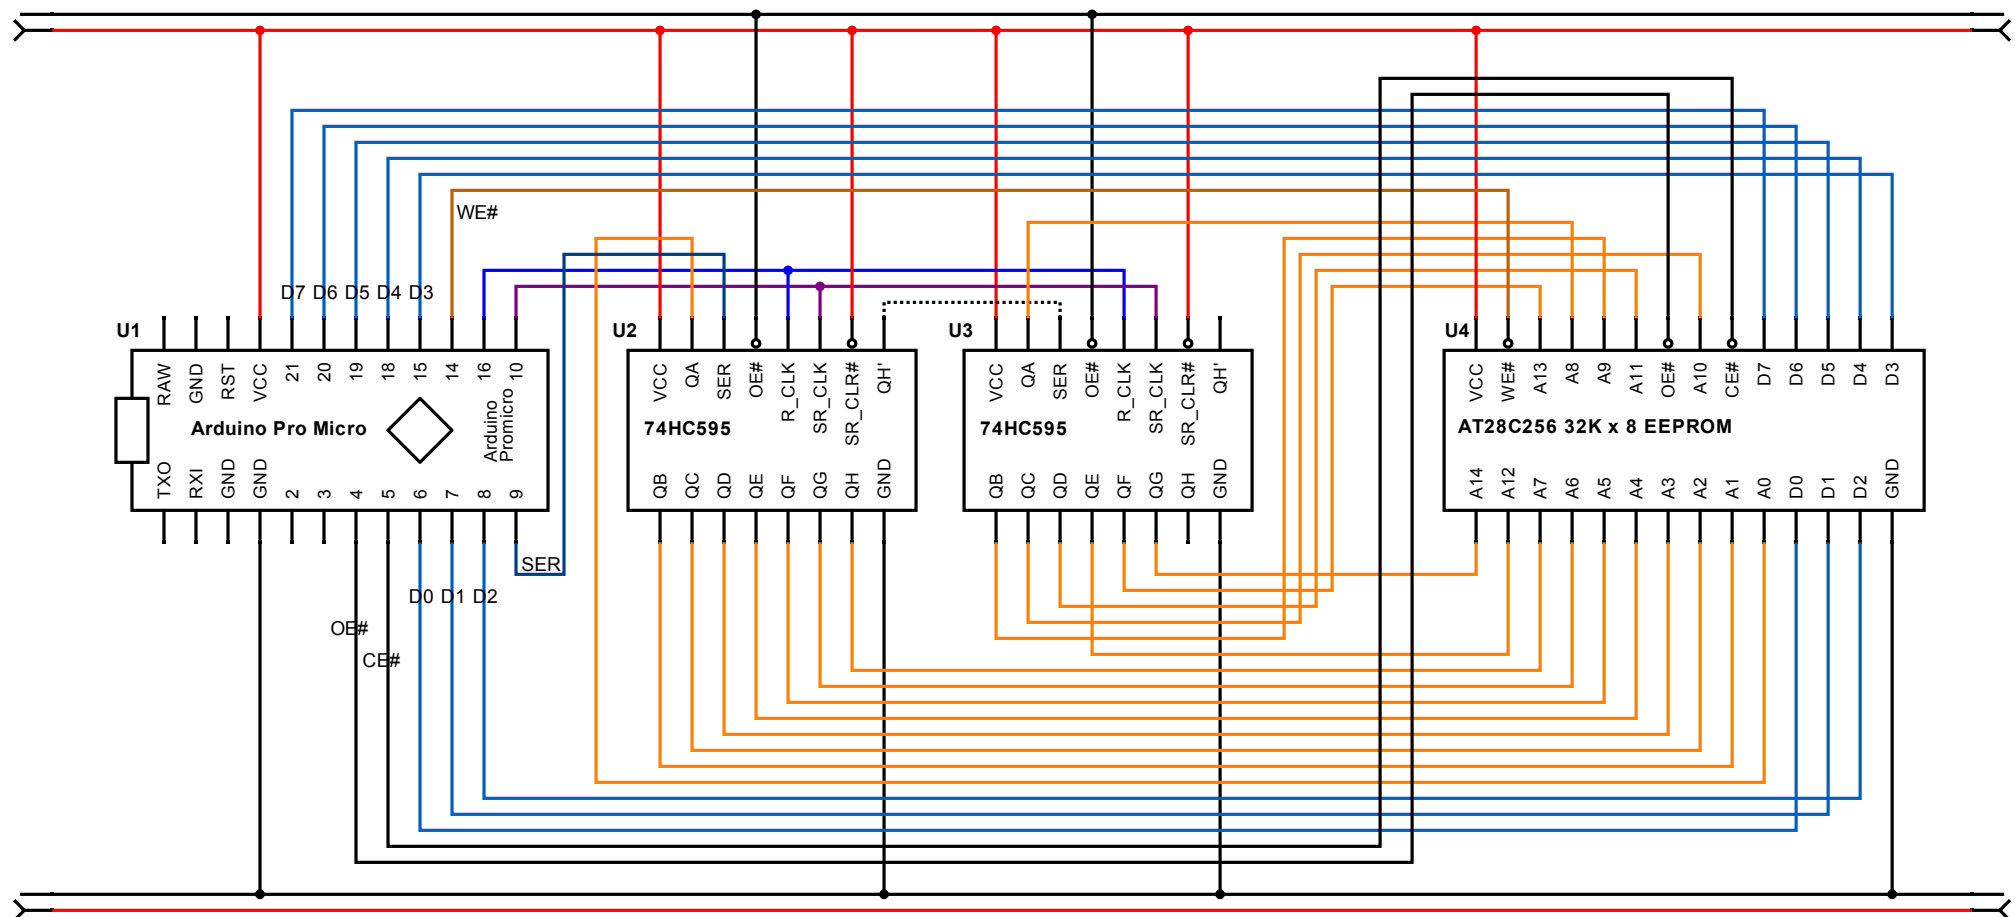 WE#
D7 D6 D5 D4 D3
U1
RAW GND RST VCC 21 20 19 18 15 14 16 10
Arduino Pro Micro
Arduino
Promicro
TXO RXI GND GND 2 3 4 5 6 7 8 9
SER
D0 D1 D2
OE#
CE#
U2
VCC QA SER OE# R_CLK SR_CLK SR_CLR# QH'
74HC595
QB QC QD QE QF QG QH GND
U3
VCC QA SER OE# R_CLK SR_CLK SR_CLR# QH'
74HC595
QB QC QD QE QF QG QH GND
U4
VCC WE# A13 A8 A9 A11 OE# A10 CE# D7 D6 D5 D4 D3
AT28C256 32K x 8 EEPROM
A14 A12 A7 A6 A5 A4 A3 A2 A1 A0 D0 D1 D2 GND